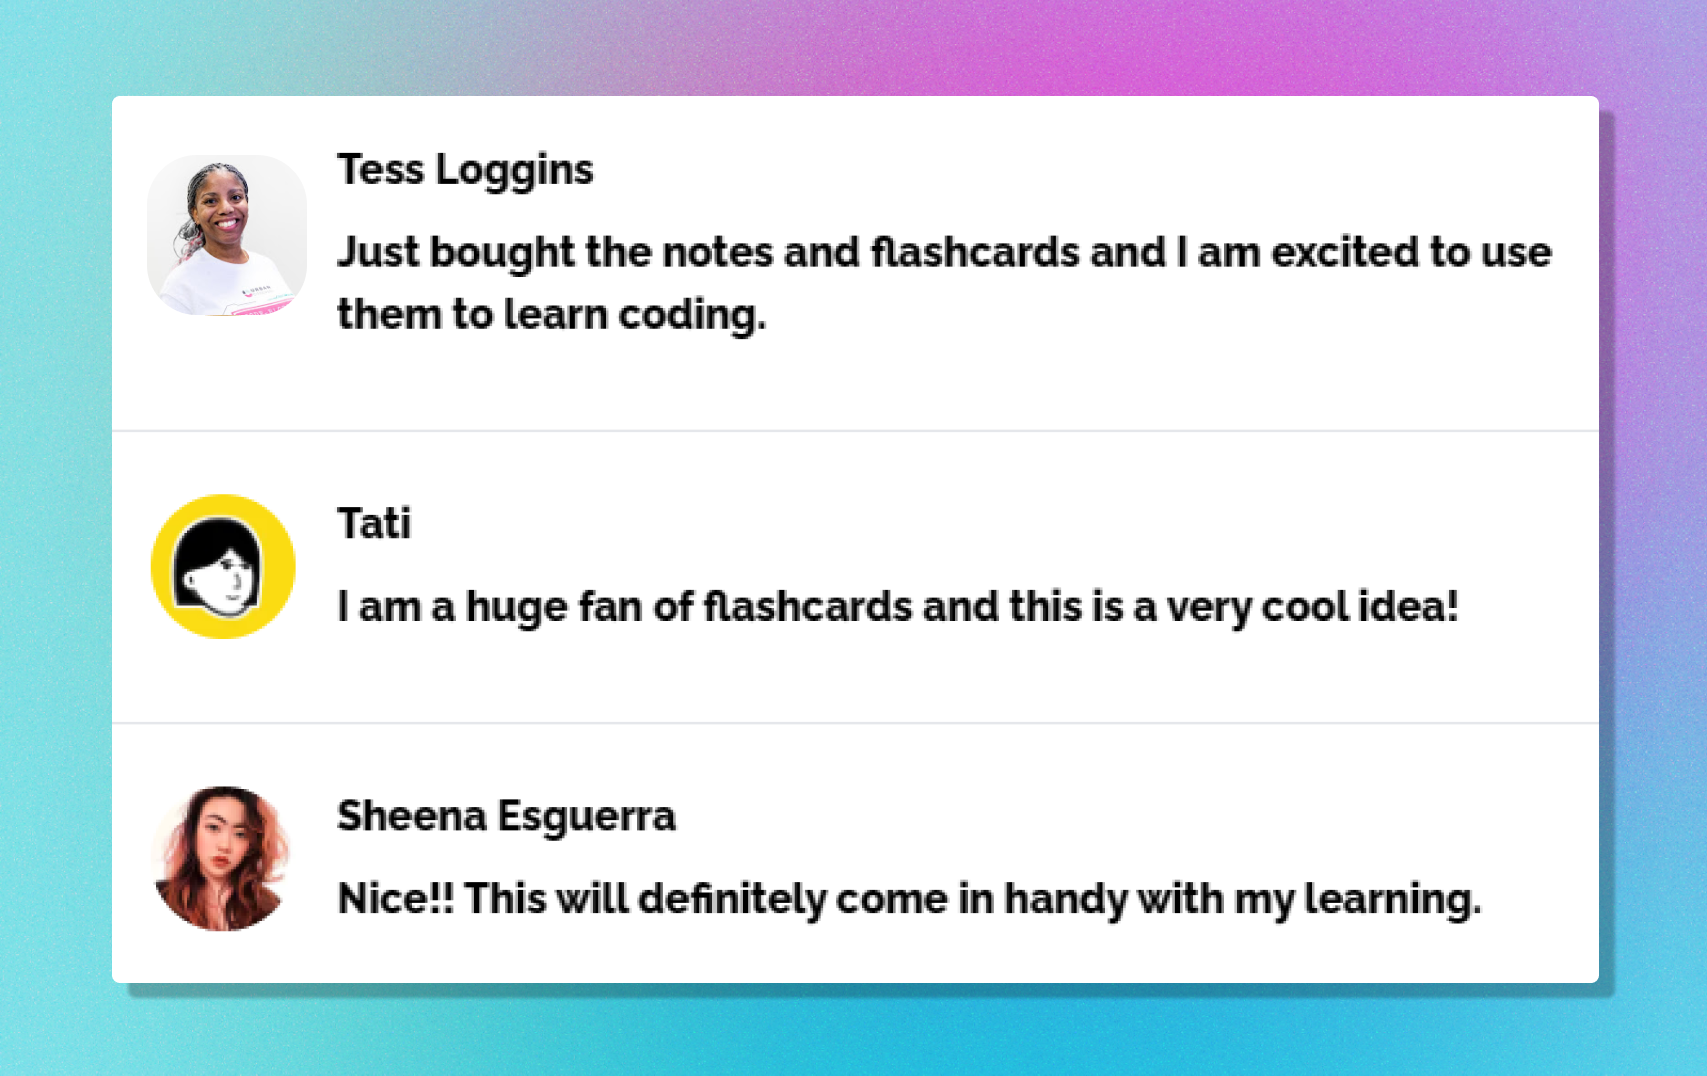 Tess Loggins
Just bought the notes and flashcards and I am excited to use
them to learn coding.
Tati
I am a huge fan of flashcards and this is a very cool idea!
Sheena Esguerra
Nice!! This will definitely come in handy with my learning.